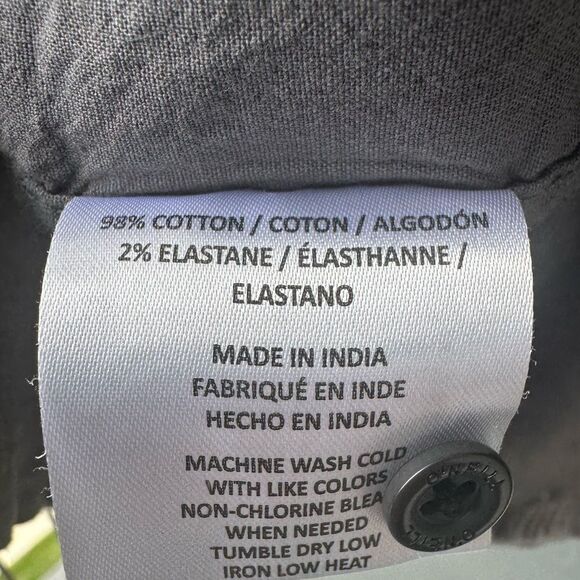 98% COTTON / COTON / ALGODÓN
2% ELASTANE / ÉLASTHANNE /
ELASTANO
MADE IN INDIA
FABRIQUÉ EN INDE
HECHO EN INDIA
MACHINE WASH COLD
WITH LIKE COLORS
NON-CHLORINE BLEA
WHEN NEEDED
TUMBLE DRY LOW
IRON LOW HEAT